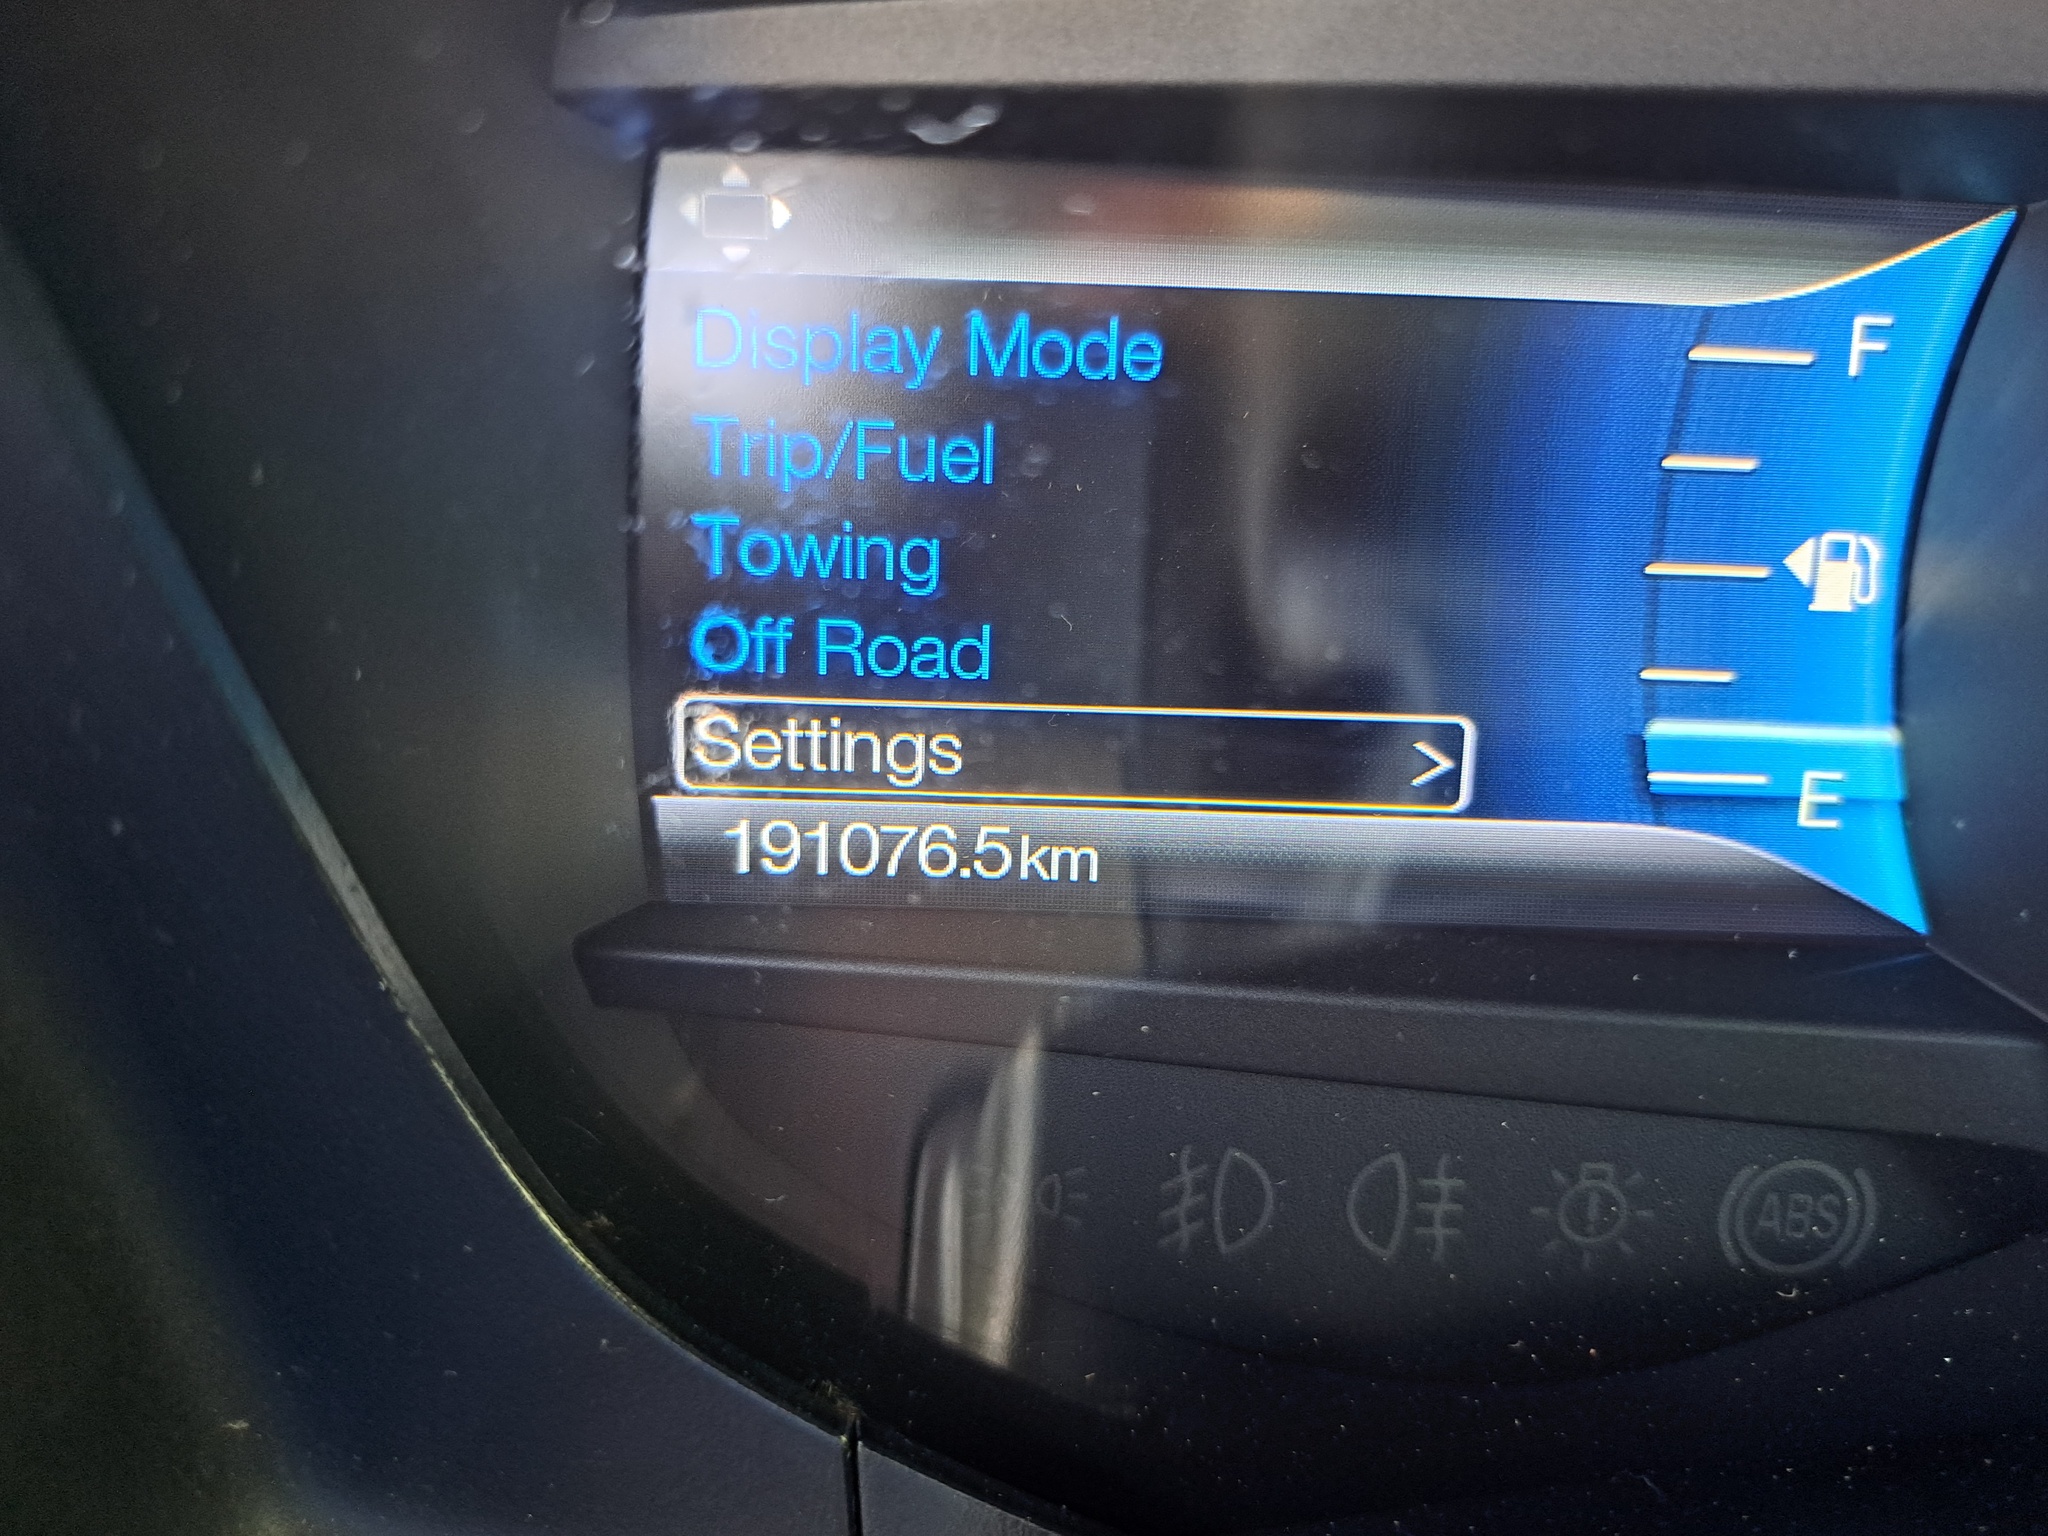 Display Mode
F
Trip/Fuel
Towing
Off Road
Settings >
E
191076.5km
ABS